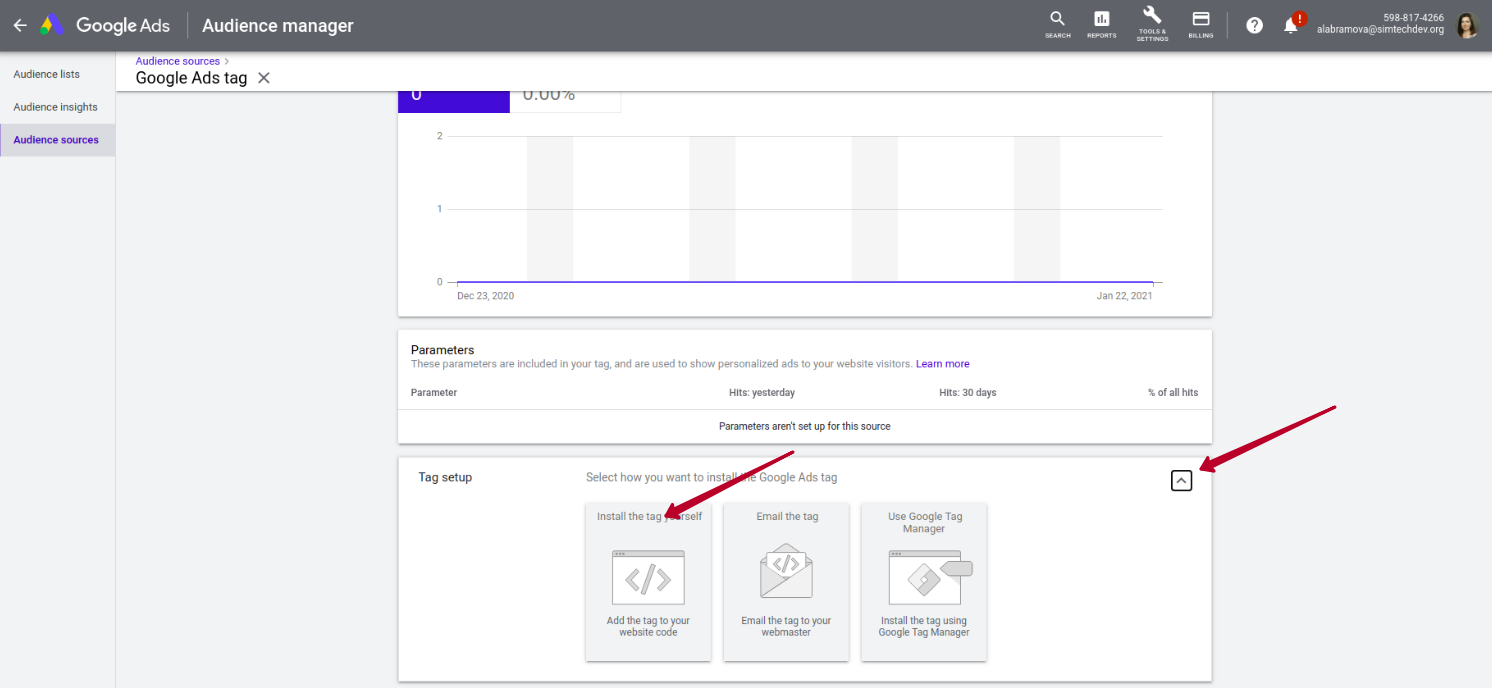 Google Ads
Audience manager
SEARCH
REPORTS
TOOLS &
SETTINGS
BILLING
?
!
598-817-4266
alabramova@simtechdev.org
Audience lists
Audience insights
Audience sources
Audience sources >
Google Ads tag
0
0.00%
2
1
0
Dec 23, 2020
Jan 22, 2021
Parameters
These parameters are included in your tag, and are used to show personalized ads to your website visitors. Learn more
Parameter
Hits: yesterday
Hits: 30 days
% of all hits
Parameters aren't set up for this source
Tag setup
Select how you want to install the Google Ads tag
Install the tag yourself
Add the tag to your
website code
Email the tag
Email the tag to your
webmaster
Use Google Tag
Manager
Install the tag using
Google Tag Manager